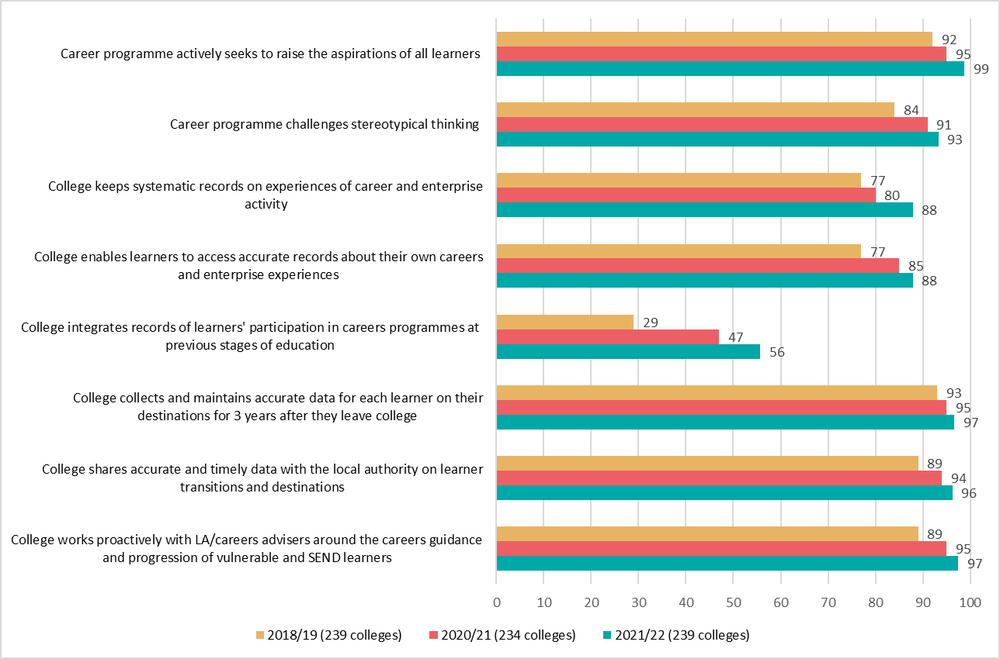 Career programme actively seeks to raise the aspirations of all learners
92
95
99
Career programme challenges stereotypical thinking
84
91
93
College keeps systematic records on experiences of career and enterprise
activity
77
80
88
College enables learners to access accurate records about their own careers
and enterprise experiences
77
85
88
College integrates records of learners' participation in careers programmes at
previous stages of education
29
47
56
College collects and maintains accurate data for each learner on their
destinations for 3 years after they leave college
93
95
97
College shares accurate and timely data with the local authority on learner
transitions and destinations
89
94
96
College works proactively with LA/careers advisers around the careers guidance
and progression of vulnerable and SEND learners
89
95
97
0 10 20 30 40 50 60 70 80 90 100
2018/19 (239 colleges) 2020/21 (234 colleges) 2021/22 (239 colleges)